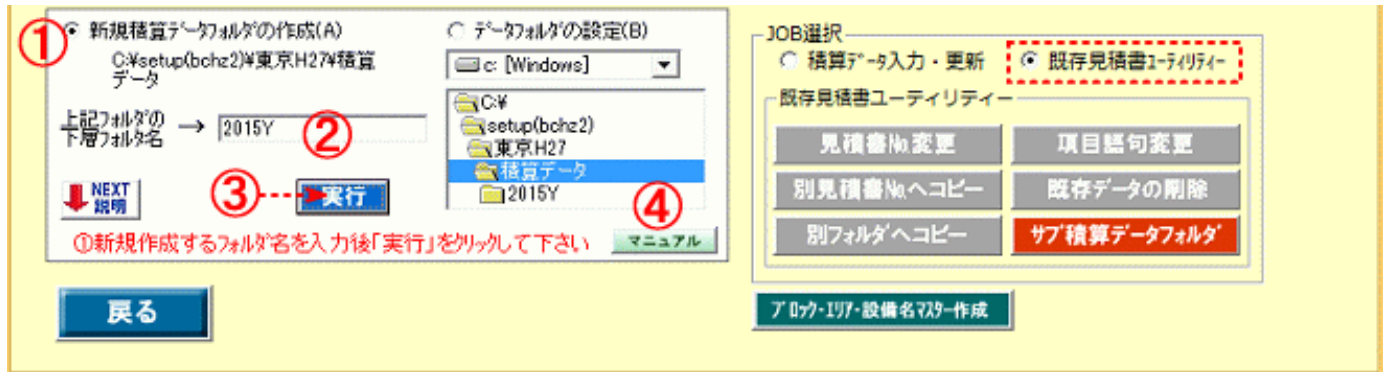 ①
新規積算ﾃﾞｰﾀﾌｫﾙﾀﾞの作成(A)
C:¥setup(bchz2)¥東京H27¥積算
データ
上記ﾌｫﾙﾀﾞの
下層ﾌｫﾙﾀﾞ名
→
2015Y
②
NEXT
説明
③
実行
①新規作成するﾌｫﾙﾀﾞ名を入力後「実行」をｸﾘｯｸして下さい
ﾃﾞｰﾀﾌｫﾙﾀﾞの設定(B)
c: [Windows]
C:¥
setup(bchz2)
東京H27
積算データ
2015Y
④
マニュアル
戻る
JOB選択
積算ﾃﾞｰﾀ入力・更新
既存見積書ﾕｰﾃｨﾘﾃｨｰ
既存見積書ユーティリティー
見積書№変更
項目語句変更
別見積書№へコピー
既存データの削除
別フォルダへコピー
サブ積算データフォルダ
ﾌﾞﾛｯｸ・ｴﾘｱ・設備名ﾏｽﾀｰ作成